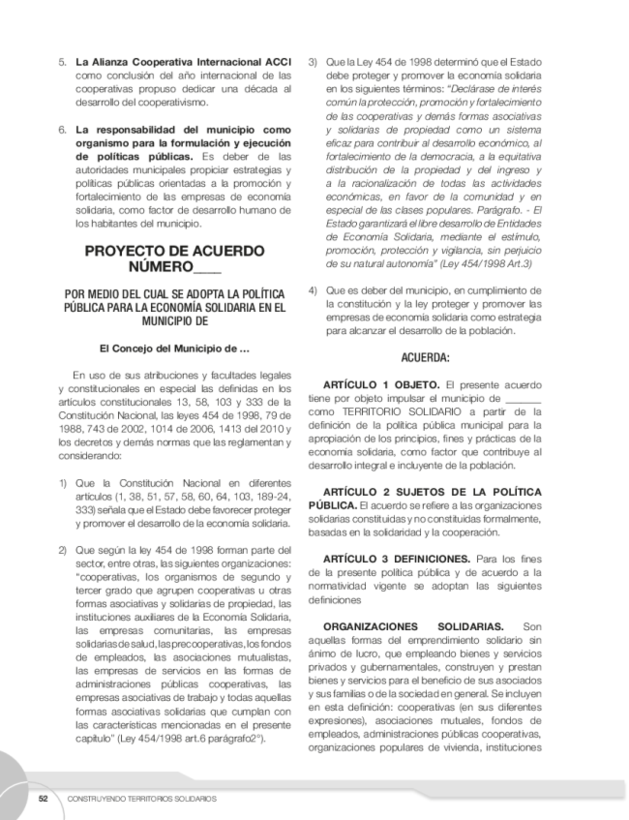 5. La Alianza Cooperativa Internacional ACCI
como conclusión del año internacional de las
cooperativas propuso dedicar una década al
desarrollo del cooperativismo.
6. La responsabilidad del municipio como
organismo para la formulación y ejecución
de políticas públicas. Es deber de las
autoridades municipales propiciar estrategias y
políticas públicas orientadas a la promoción y
fortalecimiento de las empresas de economía
solidaria, como factor de desarrollo humano de
los habitantes del municipio.
PROYECTO DE ACUERDO
NÚMERO____
POR MEDIO DEL CUAL SE ADOPTA LA POLÍTICA
PÚBLICA PARA LA ECONOMÍA SOLIDARIA EN EL
MUNICIPIO DE
El Concejo del Municipio de ...
En uso de sus atribuciones y facultades legales
y constitucionales en especial las definidas en los
artículos constitucionales 13, 58, 103 y 333 de la
Constitución Nacional, las leyes 454 de 1998, 79 de
1988, 743 de 2002, 1014 de 2006, 1413 del 2010 y
los decretos y demás normas que las reglamentan y
considerando:
1) Que la Constitución Nacional en diferentes
artículos (1, 38, 51, 57, 58, 60, 64, 103, 189-24,
333) señala que el Estado debe favorecer proteger
y promover el desarrollo de la economía solidaria.
2) Que según la ley 454 de 1998 forman parte del
sector, entre otras, las siguientes organizaciones:
“cooperativas, los organismos de segundo y
tercer grado que agrupen cooperativas u otras
formas asociativas y solidarias de propiedad, las
instituciones auxiliares de la Economía Solidaria,
las empresas comunitarias, las empresas
solidarias de salud, las precooperativas, los fondos
de empleados, las asociaciones mutualistas,
las empresas de servicios en las formas de
administraciones públicas cooperativas, las
empresas asociativas de trabajo y todas aquellas
formas asociativas solidarias que cumplan con
las características mencionadas en el presente
capítulo” (Ley 454/1998 art.6 parágrafo2°).
3) Que la Ley 454 de 1998 determinó que el Estado
debe proteger y promover la economía solidaria
en los siguientes términos: “Declárase de interés
común la protección, promoción y fortalecimiento
de las cooperativas y demás formas asociativas
y solidarias de propiedad como un sistema
eficaz para contribuir al desarrollo económico, al
fortalecimiento de la democracia, a la equitativa
distribución de la propiedad y del ingreso y
a la racionalización de todas las actividades
económicas, en favor de la comunidad y en
especial de las clases populares. Parágrafo. - El
Estado garantizará el libre desarrollo de Entidades
de Economía Solidaria, mediante el estímulo,
promoción, protección y vigilancia, sin perjuicio
de su natural autonomía” (Ley 454/1998 Art.3)
4) Que es deber del municipio, en cumplimiento de
la constitución y la ley proteger y promover las
empresas de economía solidaria como estrategia
para alcanzar el desarrollo de la población.
ACUERDA:
ARTÍCULO 1 OBJETO. El presente acuerdo
tiene por objeto impulsar el municipio de _______
como TERRITORIO SOLIDARIO a partir de la
definición de la política pública municipal para la
apropiación de los principios, fines y prácticas de la
economía solidaria, como factor que contribuye al
desarrollo integral e incluyente de la población.
ARTÍCULO 2 SUJETOS DE LA POLÍTICA
PÚBLICA. El acuerdo se refiere a las organizaciones
solidarias constituidas y no constituidas formalmente,
basadas en la solidaridad y la cooperación.
ARTÍCULO 3 DEFINICIONES. Para los fines
de la presente política pública y de acuerdo a la
normatividad vigente se adoptan las siguientes
definiciones
ORGANIZACIONES SOLIDARIAS. Son
aquellas formas del emprendimiento solidario sin
ánimo de lucro, que empleando bienes y servicios
privados y gubernamentales, construyen y prestan
bienes y servicios para el beneficio de sus asociados
y sus familias o de la sociedad en general. Se incluyen
en esta definición: cooperativas (en sus diferentes
expresiones), asociaciones mutuales, fondos de
empleados, administraciones públicas cooperativas,
organizaciones populares de vivienda, instituciones
52 CONSTRUYENDO TERRITORIOS SOLIDARIOS